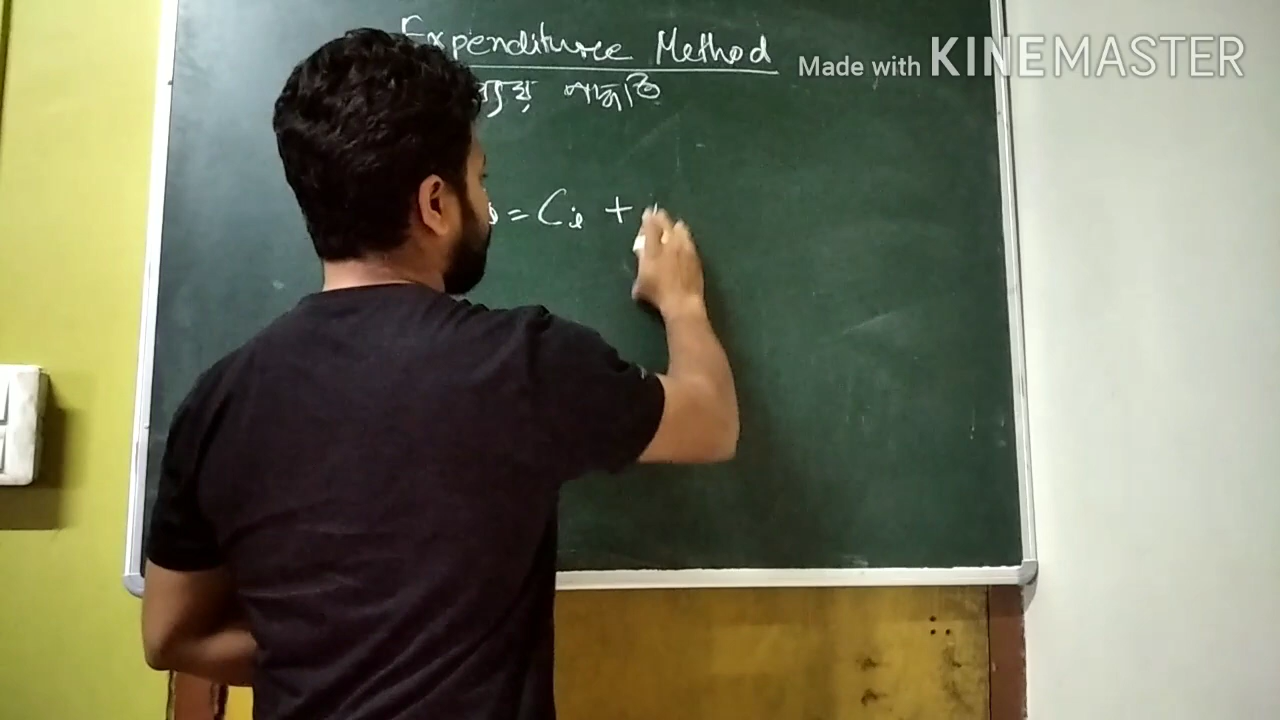 Expenditure Method
Made with KINEMASTER
ব্যয় পদ্ধতি
= Ci +